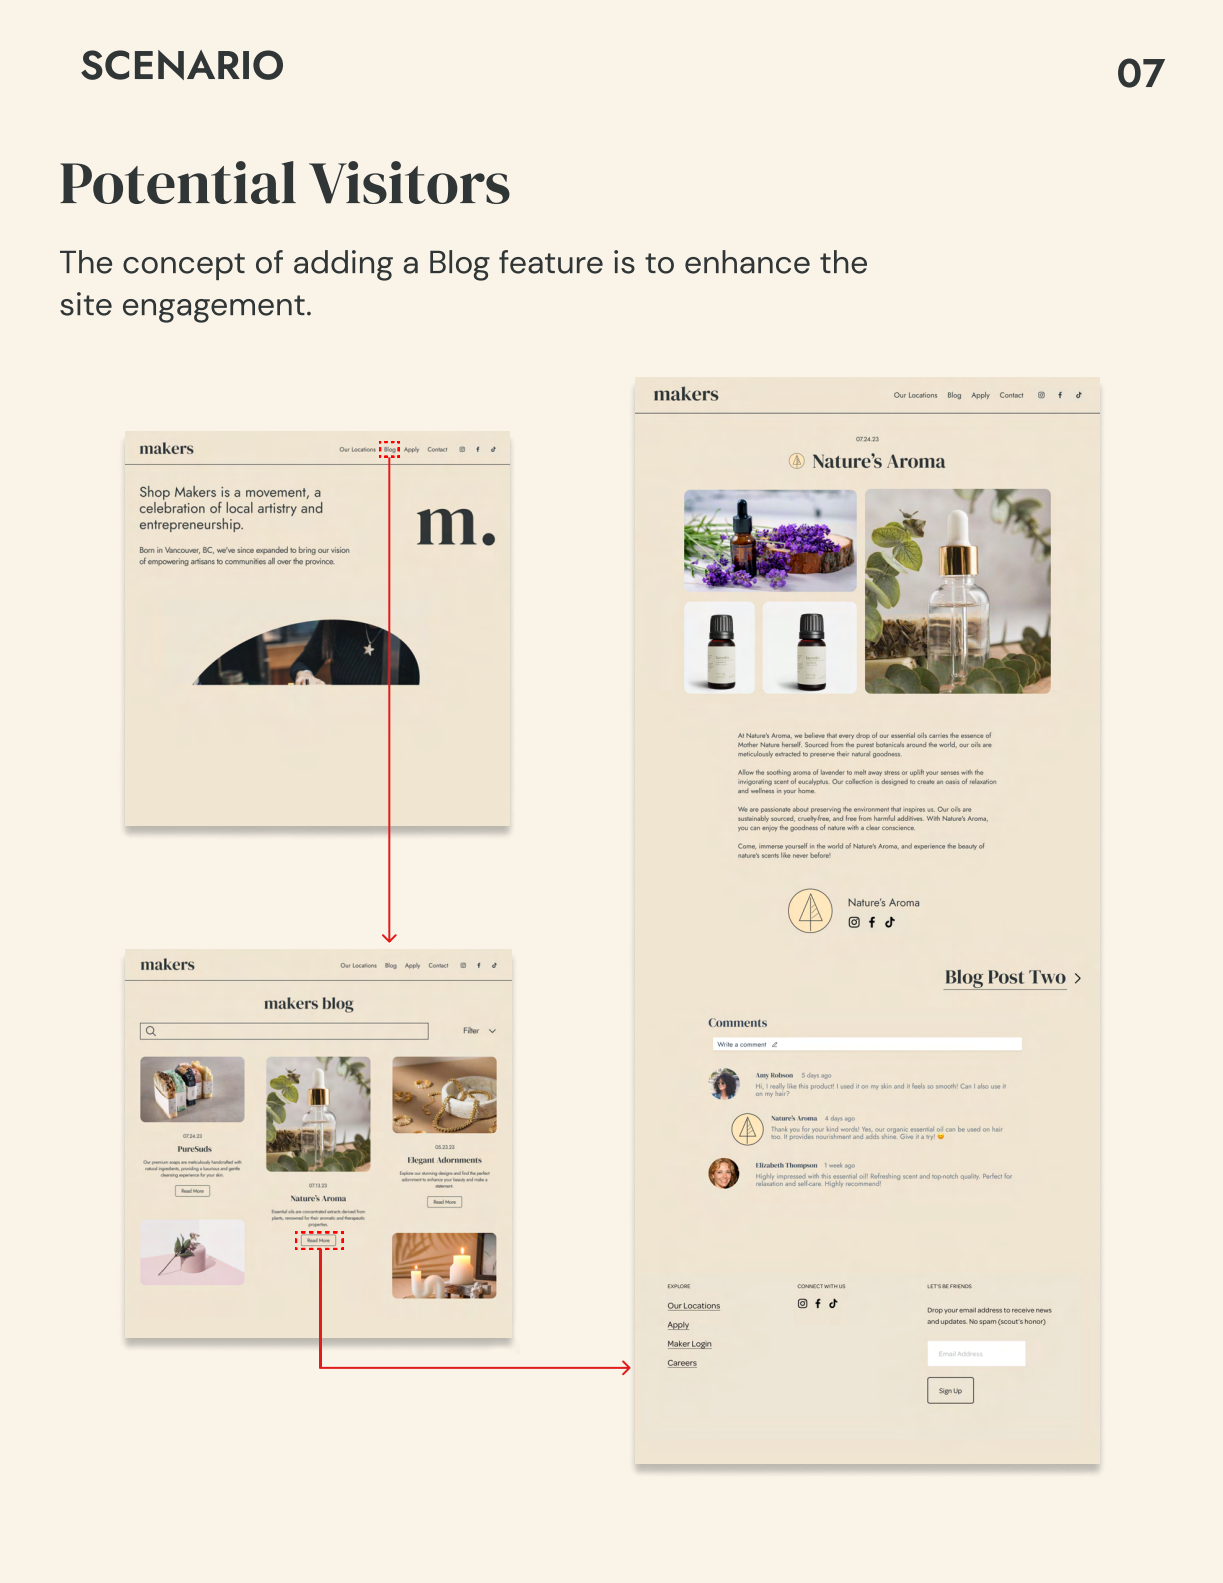 SCENARIO
07
Potential Visitors
The concept of adding a Blog feature is to enhance the
site engagement.
makers
Our Locations Blog Apply Contact
Shop Makers is a movement, a
celebration of local artistry and
entrepreneurship.
Born in Vancouver, BC, we've since expanded to bring our vision
of empowering artisans to communities all over the province.
m.
makers
Our Locations Blog Apply Contact
makers blog
Filter
07.24.23
PureSuds
Our premium soaps are meticulously handcrafted with
natural ingredients, providing a luxurious and gentle
cleansing experience for your skin.
Read More
07.13.23
Nature's Aroma
Essential oils are concentrated extracts derived from
plants, renowned for their aromatic and therapeutic
properties.
Read More
05.23.23
Elegant Adornments
Explore our stunning designs and find the perfect
adornment to enhance your beauty and make a
statement.
Read More
makers
Our Locations Blog Apply Contact
07.24.23
Nature's Aroma
At Nature's Aroma, we believe that every drop of our essential oils carries the essence of
Mother Nature herself. Sourced from the purest botanicals around the world, our oils are
meticulously extracted to preserve their natural goodness.
Allow the soothing aroma of lavender to melt away stress or uplift your senses with the
invigorating scent of eucalyptus. Our collection is designed to create an oasis of relaxation
and wellness in your home.
We are passionate about preserving the environment that inspires us. Our oils are
sustainably sourced, cruelty-free, and free from harmful additives. With Nature's Aroma,
you can enjoy the goodness of nature with a clear conscience.
Come, immerse yourself in the world of Nature's Aroma, and experience the beauty of
nature's scents like never before!
Nature's Aroma
Blog Post Two
Comments
Write a comment
Amy Robson 5 days ago
Hi, I really like this product! I used it on my skin and it feels so smooth! Can I also use it
on my hair?
Nature's Aroma 4 days ago
Thank you for your kind words! Yes, our organic essential oil can be used on hair
too. It provides nourishment and adds shine. Give it a try! 😊
Elizabeth Thompson 1 week ago
Highly impressed with this essential oil! Refreshing scent and top-notch quality. Perfect for
relaxation and self-care. Highly recommend!
EXPLORE
Our Locations
Apply
Maker Login
Careers
CONNECT WITH US
LET'S BE FRIENDS
Drop your email address to receive news
and updates. No spam (scout's honor)
Email Address
Sign Up